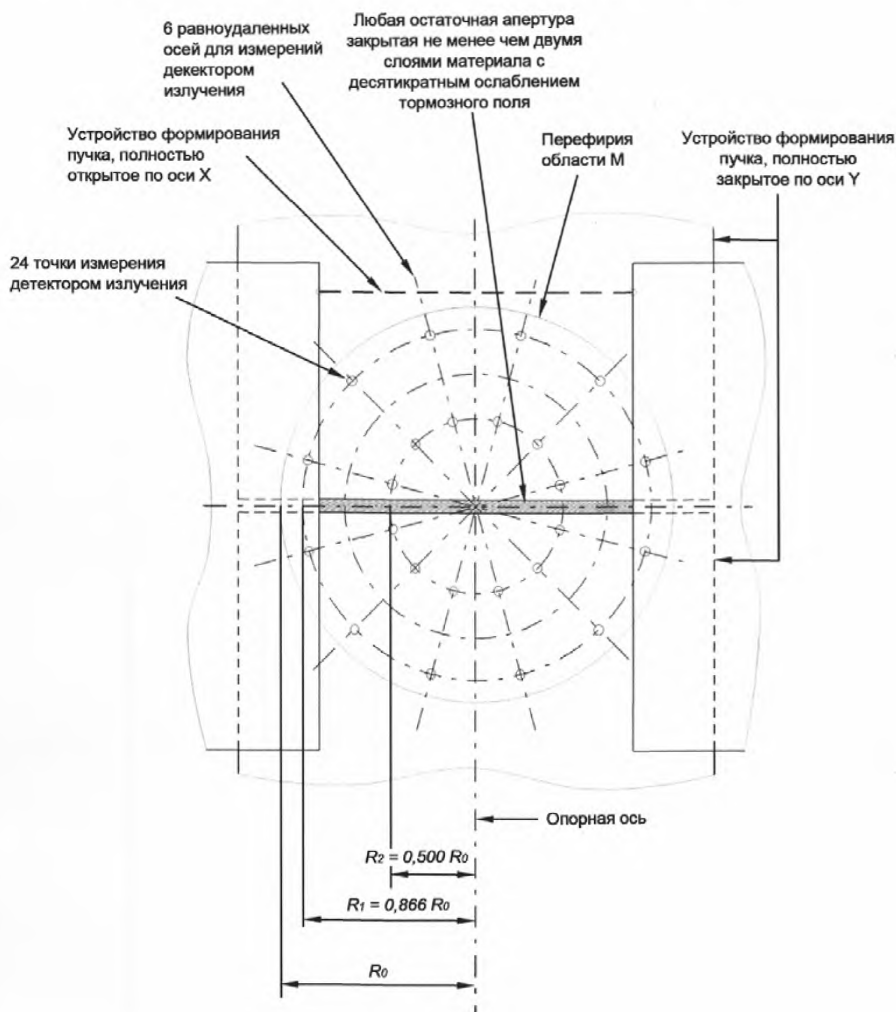 6 равноудаленных
осей для измерений
декектором
излучения
Любая остаточная апертура
закрытая не менее чем двумя
слоями материала с
десятикратным ослаблением
тормозного поля
Устройство формирования
пучка, полностью
открытое по оси X
Перефирия
области М
Устройство формирования
пучка, полностью
закрытое по оси Y
24 точки измерения
детектором излучения
Опорная ось
R2 = 0,500 R0
R1 = 0,866 R0
R0